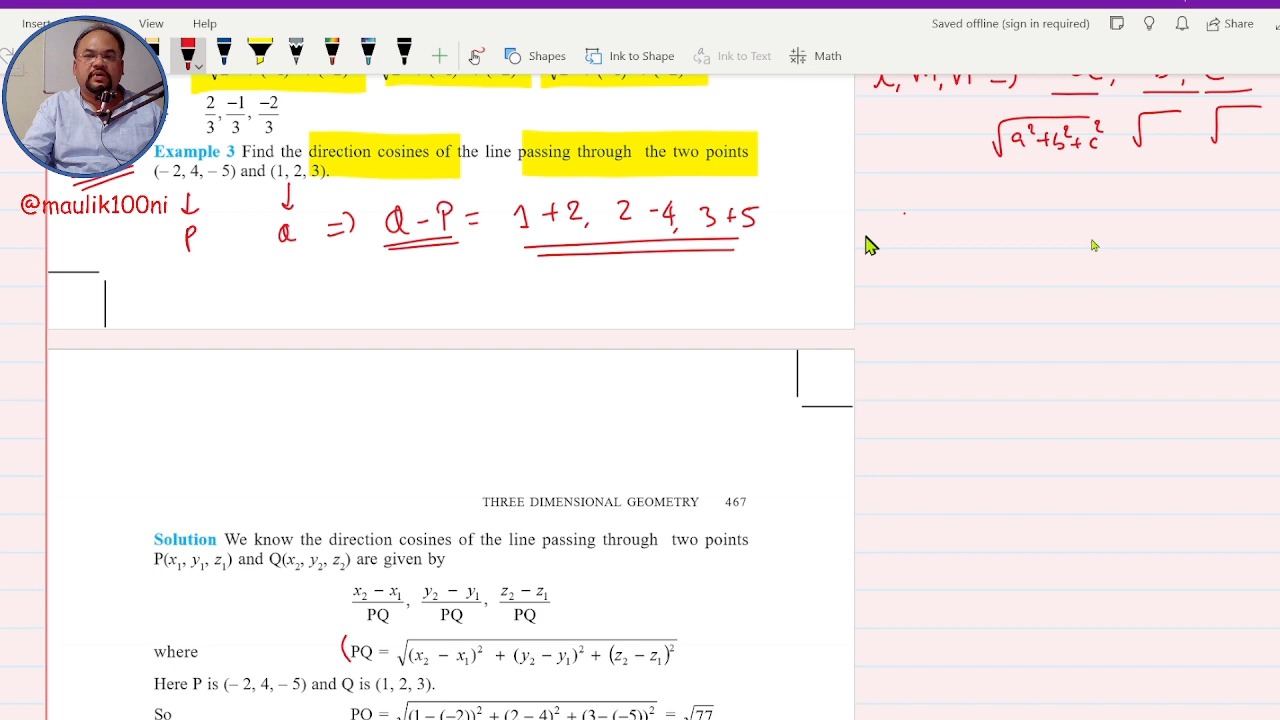 Insert View Help Saved offline (sign in required) Share
Shapes Ink to Shape Ink to Text Math
2/3, −1/3, −2/3
√a²+b²+c² √ √
Example 3 Find the direction cosines of the line passing through the two points
(– 2, 4, – 5) and (1, 2, 3).
@maulik100ni
P Q => Q - P = 1 + 2, 2 - 4, 3 + 5
THREE DIMENSIONAL GEOMETRY 467
Solution We know the direction cosines of the line passing through two points
P(x₁, y₁, z₁) and Q(x₂, y₂, z₂) are given by
(x₂ − x₁)/PQ, (y₂ − y₁)/PQ, (z₂ − z₁)/PQ
where (PQ = √(x₂ − x₁)² + (y₂ − y₁)² + (z₂ − z₁)²
Here P is (– 2, 4, – 5) and Q is (1, 2, 3).
So PQ = √(1 − (−2))² + (2 − 4)² + (3 − (−5))² = √77